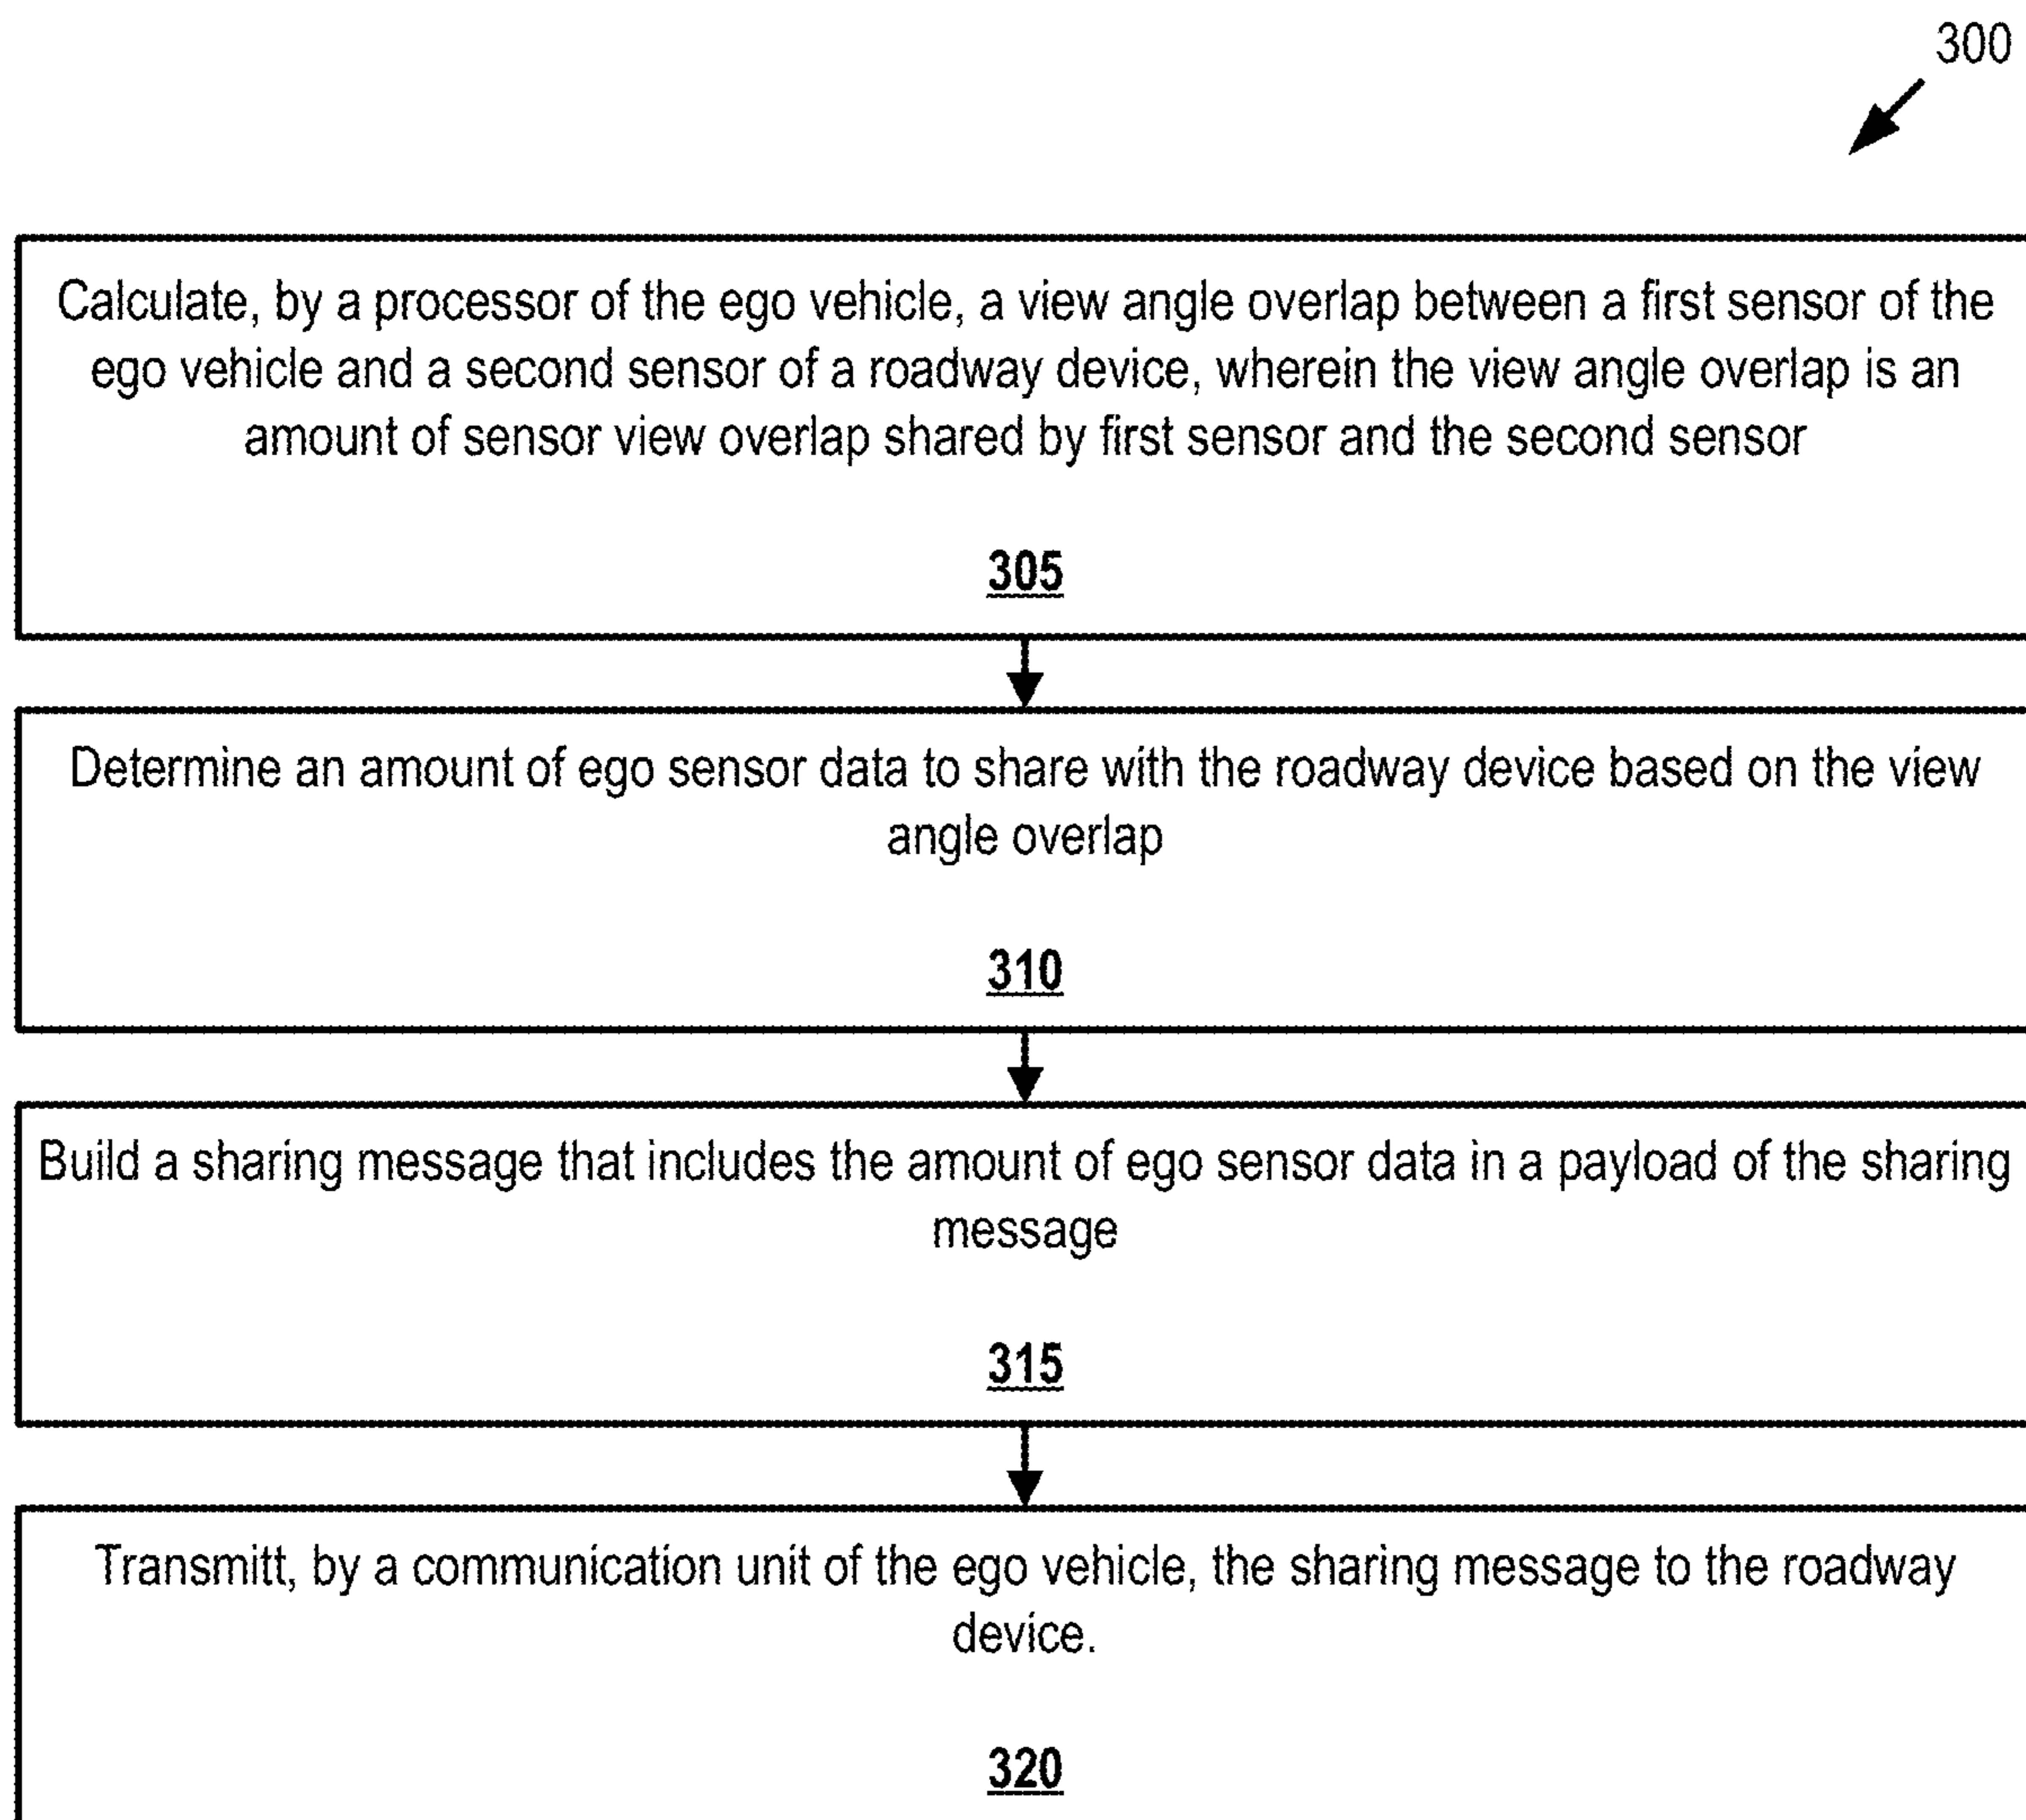 300
Calculate, by a processor of the ego vehicle, a view angle overlap between a first sensor of the
ego vehicle and a second sensor of a roadway device, wherein the view angle overlap is an
amount of sensor view overlap shared by first sensor and the second sensor
305
Determine an amount of ego sensor data to share with the roadway device based on the view
angle overlap
310
Build a sharing message that includes the amount of ego sensor data in a payload of the sharing
message
315
Transmitt, by a communication unit of the ego vehicle, the sharing message to the roadway
device.
320